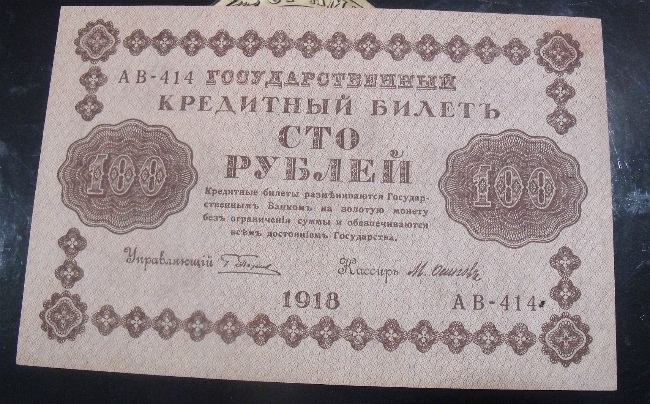 АВ-414 ГОСУДАРСТВЕННЫЙ
КРЕДИТНЫЙ БИЛЕТЪ
СТО
РУБЛЕЙ
100
100
Кредитные билеты размѣниваются Государ-
ственнымъ Банкомъ на золотую монету
безъ ограниченія суммы и обезпечиваются
всѣмъ достояніемъ Государства.
Управляющій
Кассиръ М. Осипов
1918
АВ-414